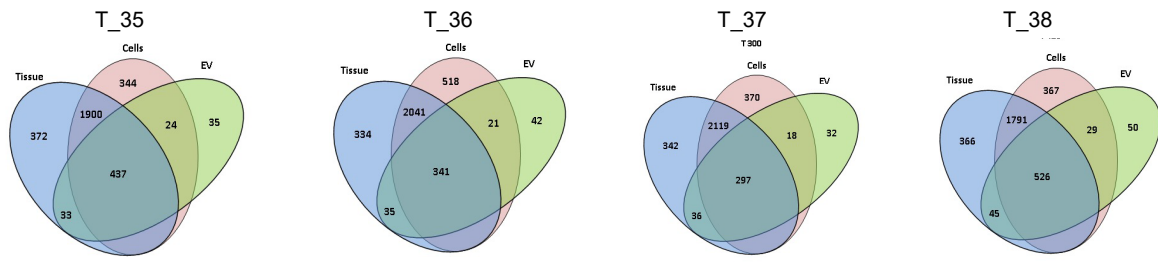 T_35
Cells
EV
Tissue
344
1900
24
35
372
437
33
T_36
Cells
EV
Tissue
518
2041
21
42
334
341
35
T_37
T300
Cells
EV
Tissue
370
2119
18
32
342
297
36
T_38
Cells
EV
Tissue
367
1791
29
50
366
526
45